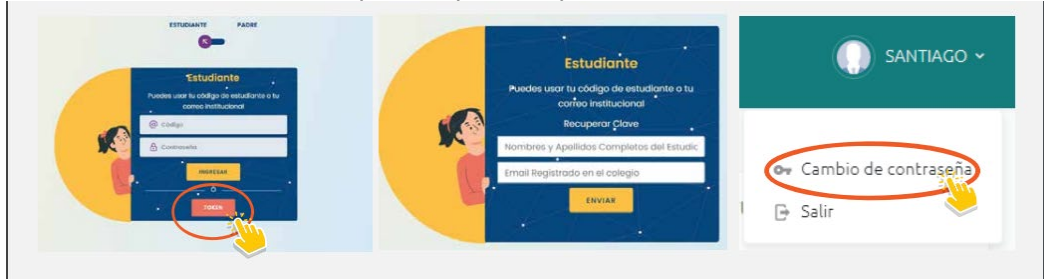 ESTUDIANTE PADRE
Estudiante
Puedes usar tu código de estudiante o tu
correo institucional
Código
Contraseña
INGRESAR
O
TOKEN
Estudiante
Puedes usar tu código de estudiante o tu
correo institucional
Recuperar Clave
Nombres y Apellidos Completos del Estudic
Email Registrado en el colegio
ENVIAR
SANTIAGO
Cambio de contraseña
Salir